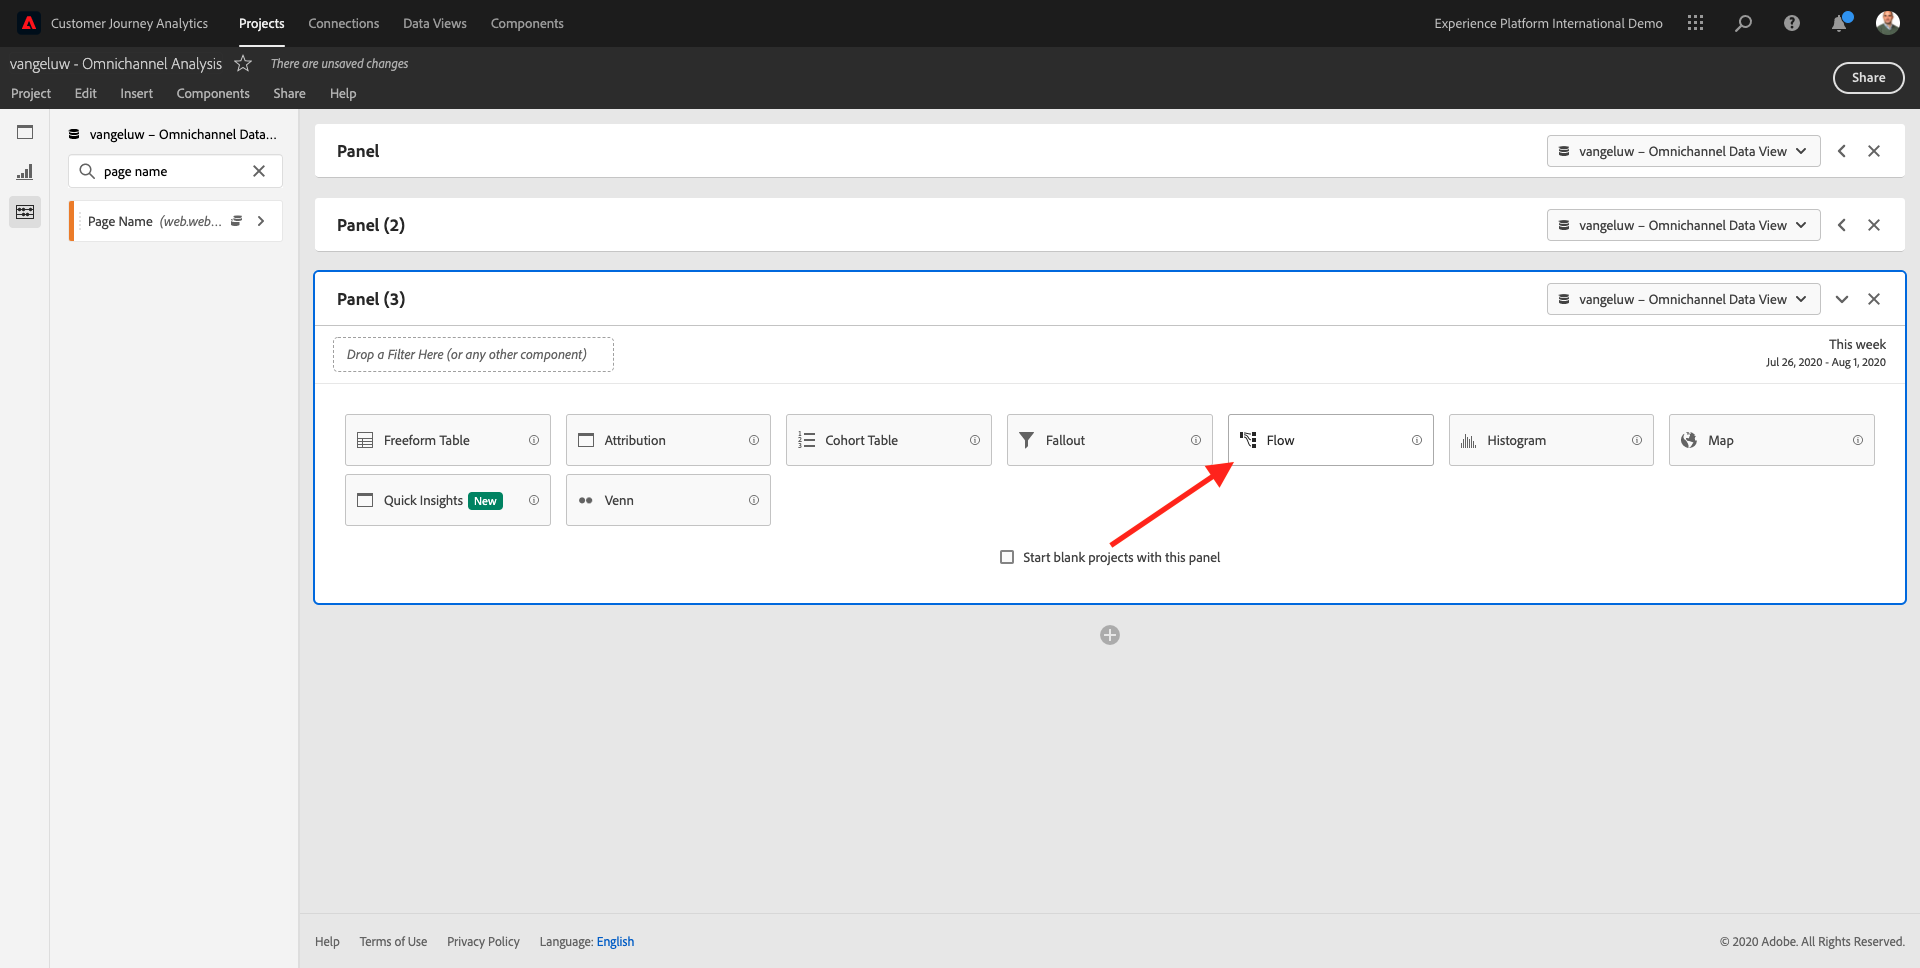 Customer Journey Analytics Projects Connections Data Views Components Experience Platform International Demo
vangeluw - Omnichannel Analysis There are unsaved changes
Share
Project Edit Insert Components Share Help
vangeluw – Omnichannel Data...
page name
Page Name (web.web...
Panel vangeluw – Omnichannel Data View
Panel (2) vangeluw – Omnichannel Data View
Panel (3) vangeluw – Omnichannel Data View
Drop a Filter Here (or any other component)
This week
Jul 26, 2020 - Aug 1, 2020
Freeform Table Attribution Cohort Table Fallout Flow Histogram Map
Quick Insights New Venn
Start blank projects with this panel
Help Terms of Use Privacy Policy Language: English © 2020 Adobe. All Rights Reserved.